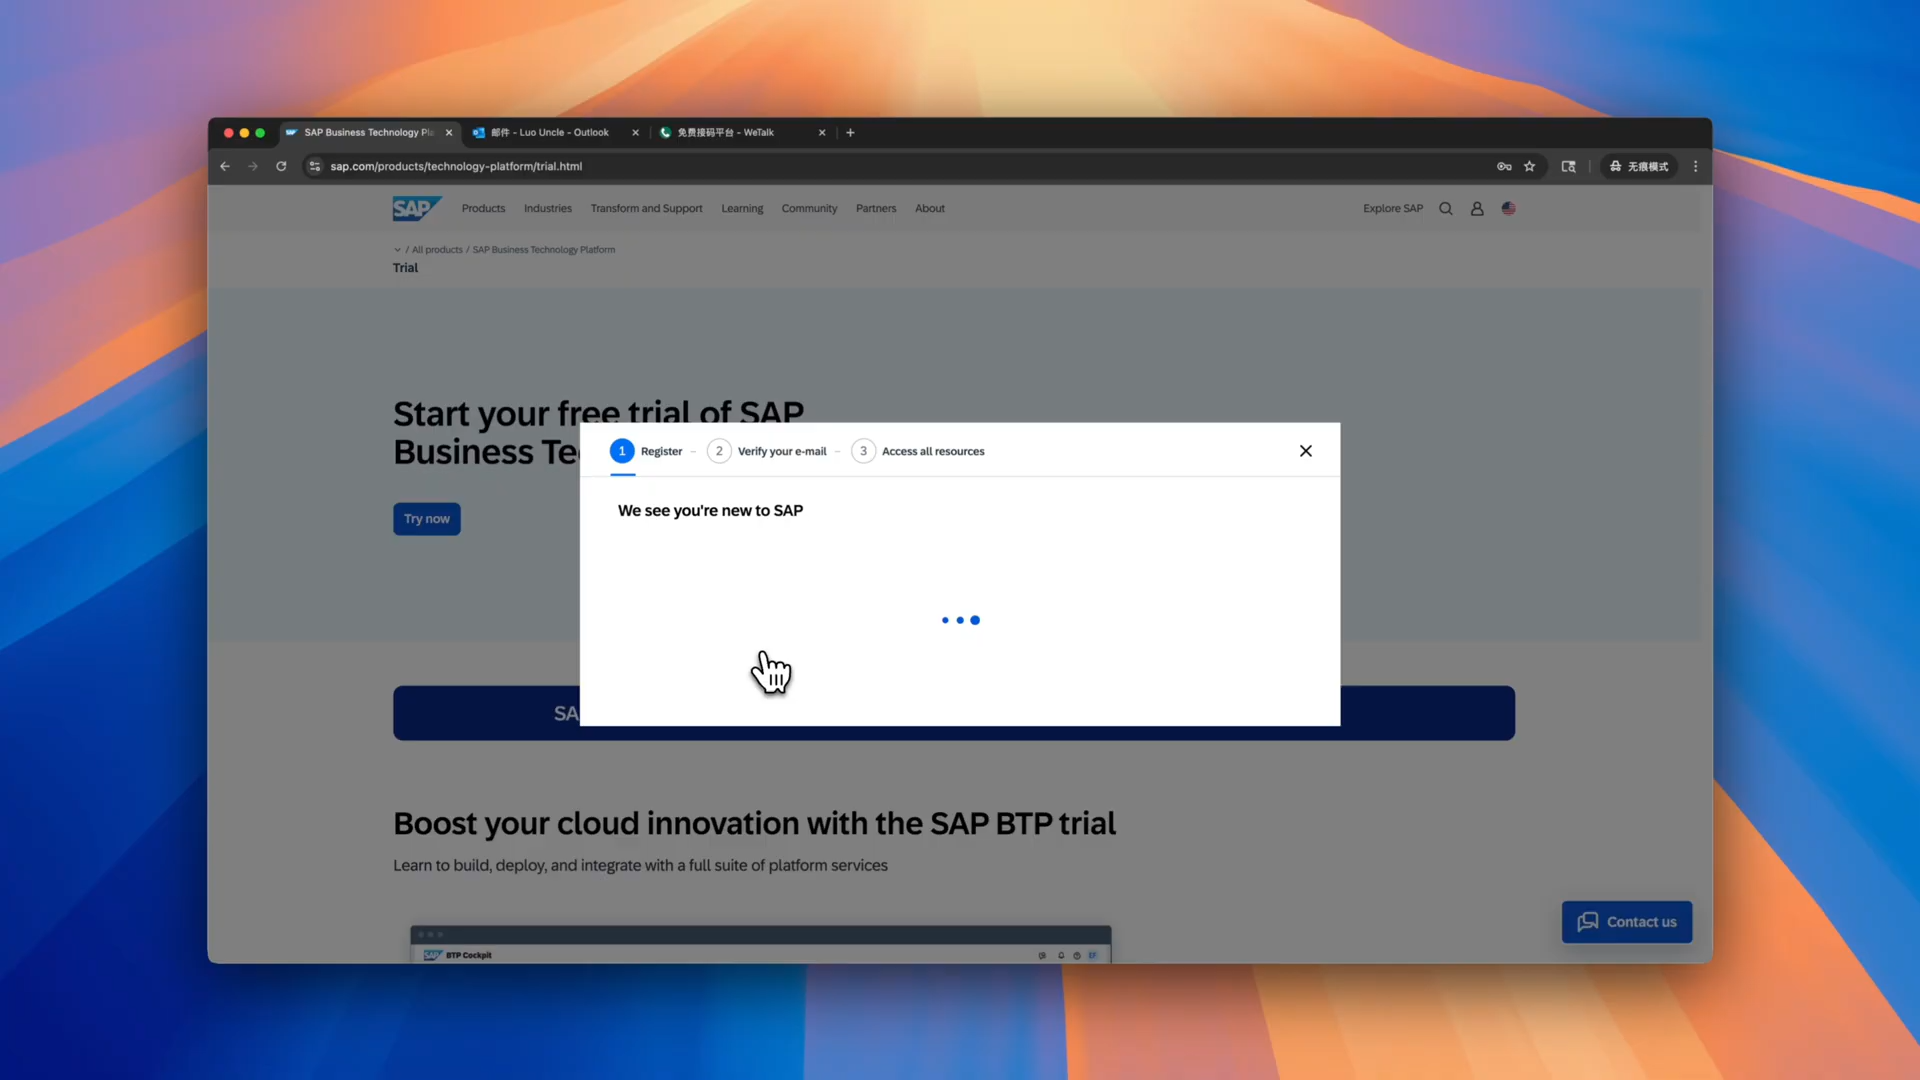 SAP Business Technology Pla
邮件 - Luo Uncle - Outlook
免费接码平台 - WeTalk
sap.com/products/technology-platform/trial.html
无痕模式
SAP
Products
Industries
Transform and Support
Learning
Community
Partners
About
Explore SAP
/ All products / SAP Business Technology Platform
Trial
Start your free trial of SAP
Business Te
Try now
1 Register
2 Verify your e-mail
3 Access all resources
We see you're new to SAP
SA
Boost your cloud innovation with the SAP BTP trial
Learn to build, deploy, and integrate with a full suite of platform services
Contact us
SAP BTP Cockpit